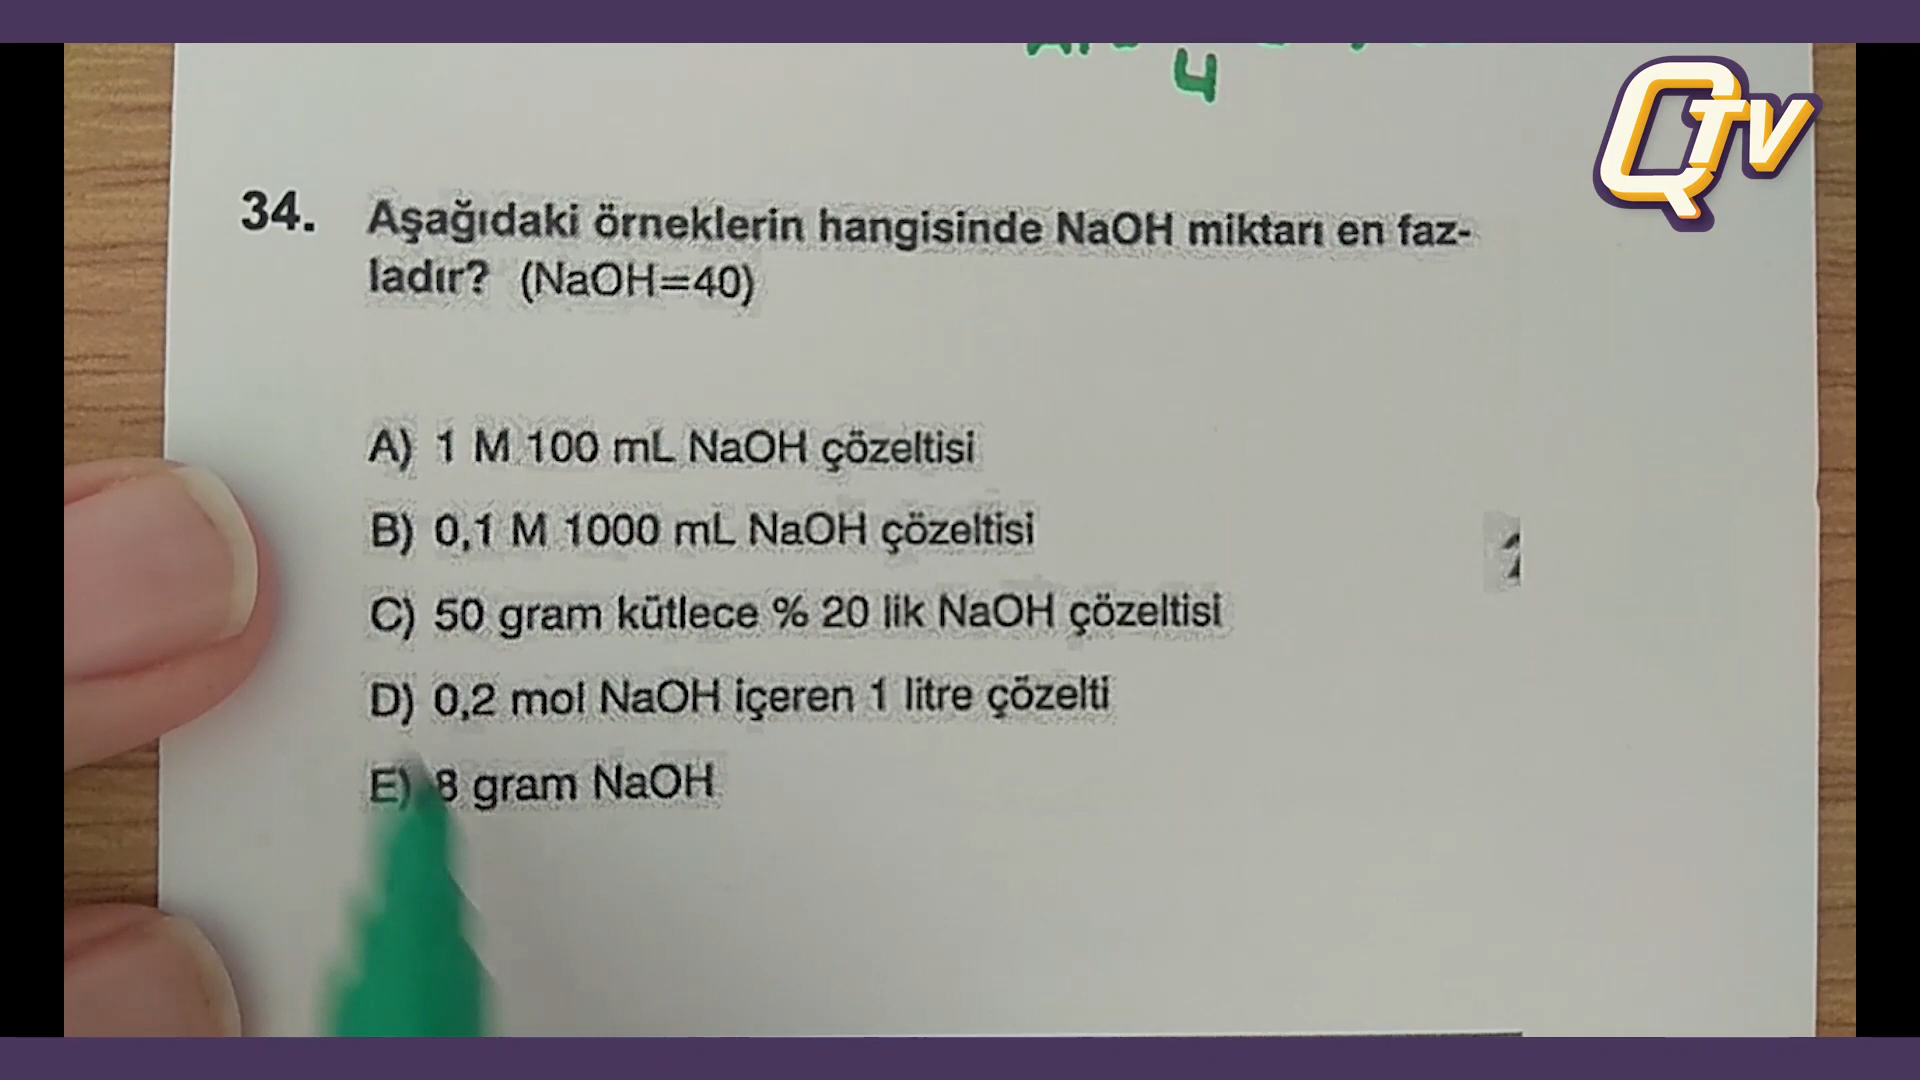 4
QTV
34. Aşağıdaki örneklerin hangisinde NaOH miktarı en faz-
ladır? (NaOH=40)
A) 1 M 100 mL NaOH çözeltisi
B) 0,1 M 1000 mL NaOH çözeltisi
C) 50 gram kütlece % 20 lik NaOH çözeltisi
D) 0,2 mol NaOH içeren 1 litre çözelti
E) 8 gram NaOH